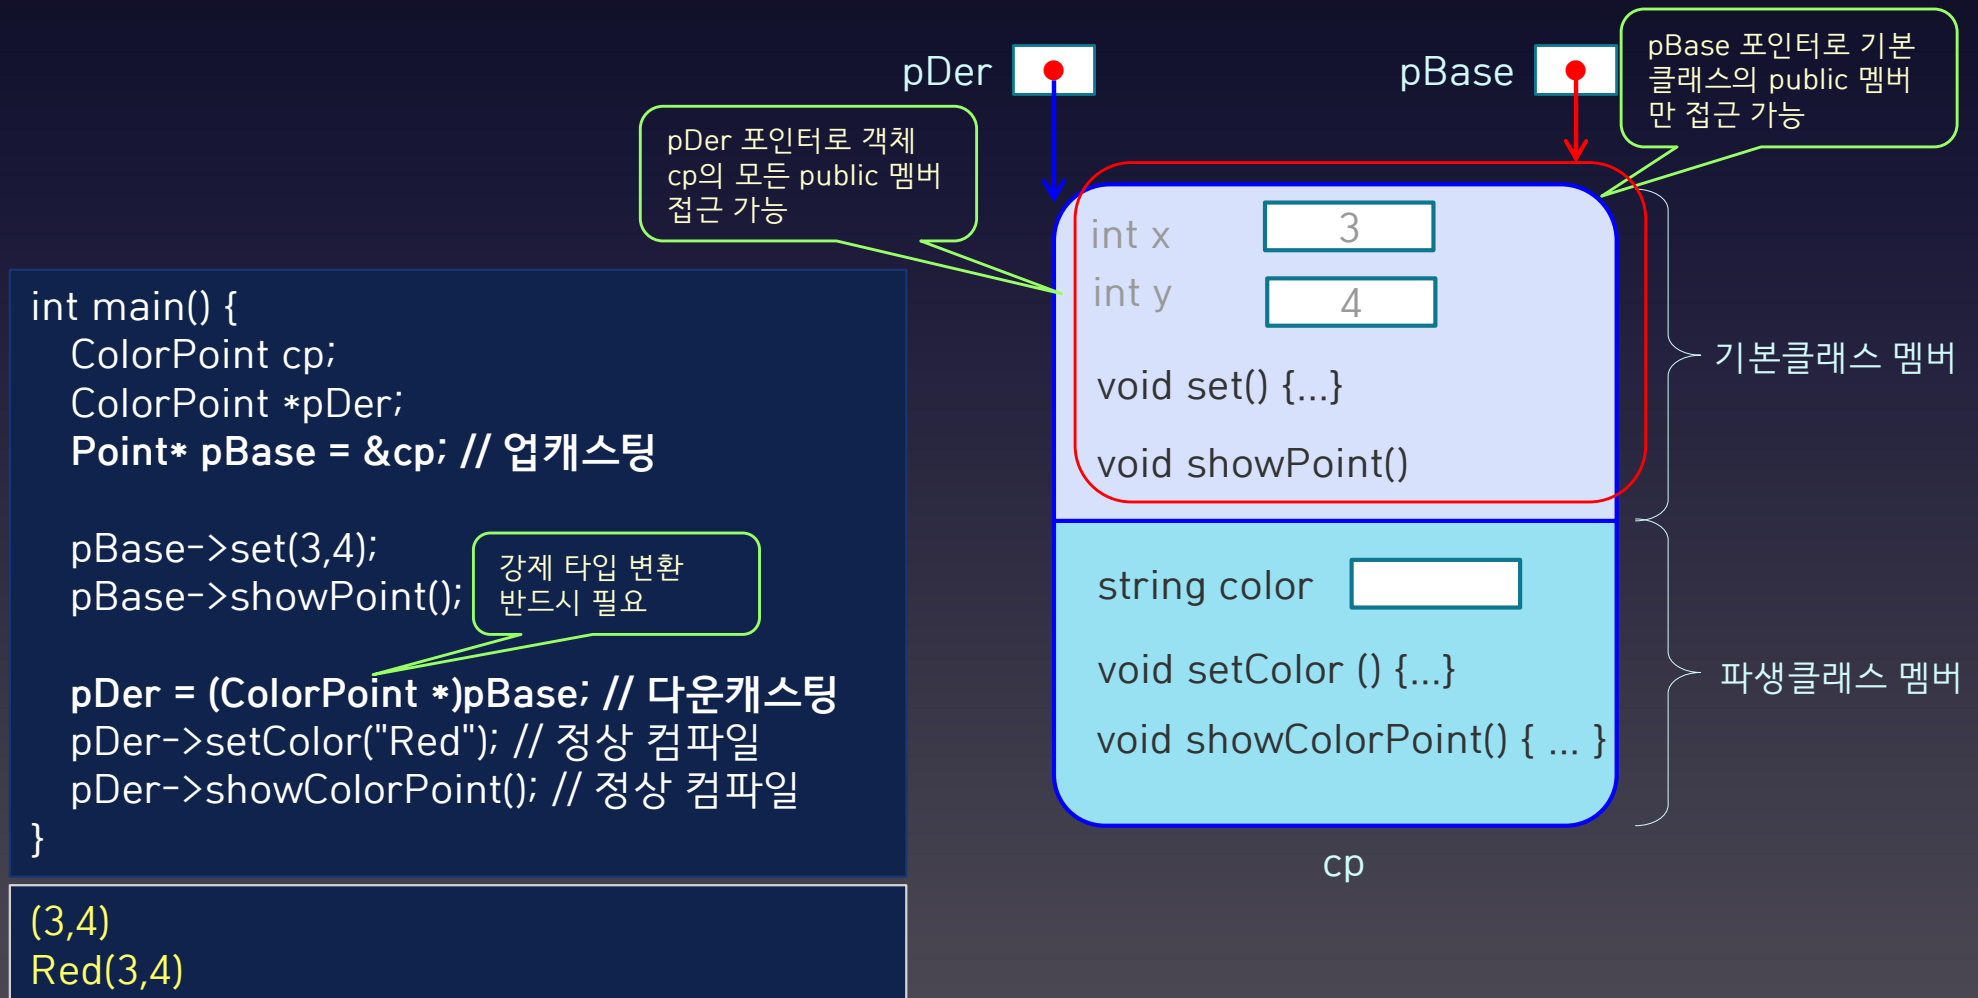 pDer
pBase
pBase 포인터로 기본
클래스의 public 멤버
만 접근 가능
pDer 포인터로 객체
cp의 모든 public 멤버
접근 가능
int main() {
ColorPoint cp;
ColorPoint *pDer;
Point* pBase = &cp; // 업캐스팅
pBase->set(3,4);
pBase->showPoint();
강제 타입 변환
반드시 필요
pDer = (ColorPoint *)pBase; // 다운캐스팅
pDer->setColor("Red"); // 정상 컴파일
pDer->showColorPoint(); // 정상 컴파일
}
(3,4)
Red(3,4)
int x 3
int y 4
void set() {...}
void showPoint()
기본클래스 멤버
string color
void setColor () {...}
void showColorPoint() { ... }
파생클래스 멤버
cp